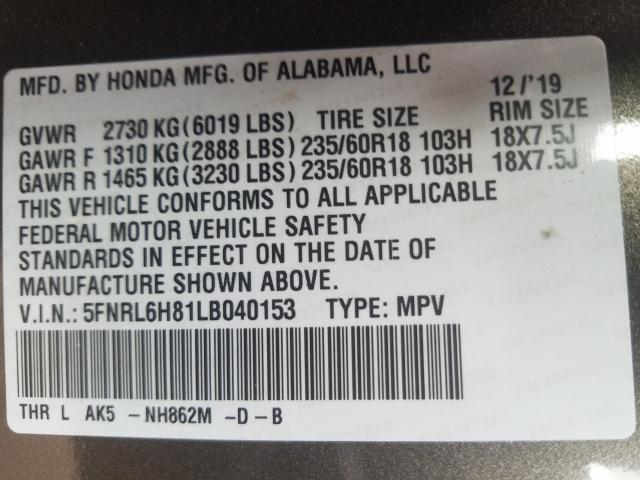 MFD. BY HONDA MFG. OF ALABAMA, LLC
12/'19
GVWR 2730 KG(6019 LBS) TIRE SIZE RIM SIZE
GAWR F 1310 KG(2888 LBS) 235/60R18 103H 18X7.5J
GAWR R 1465 KG(3230 LBS) 235/60R18 103H 18X7.5J
THIS VEHICLE CONFORMS TO ALL APPLICABLE
FEDERAL MOTOR VEHICLE SAFETY
STANDARDS IN EFFECT ON THE DATE OF
MANUFACTURE SHOWN ABOVE.
V.I.N.: 5FNRL6H81LB040153 TYPE: MPV
THR L AK5 - NH862M -D-B